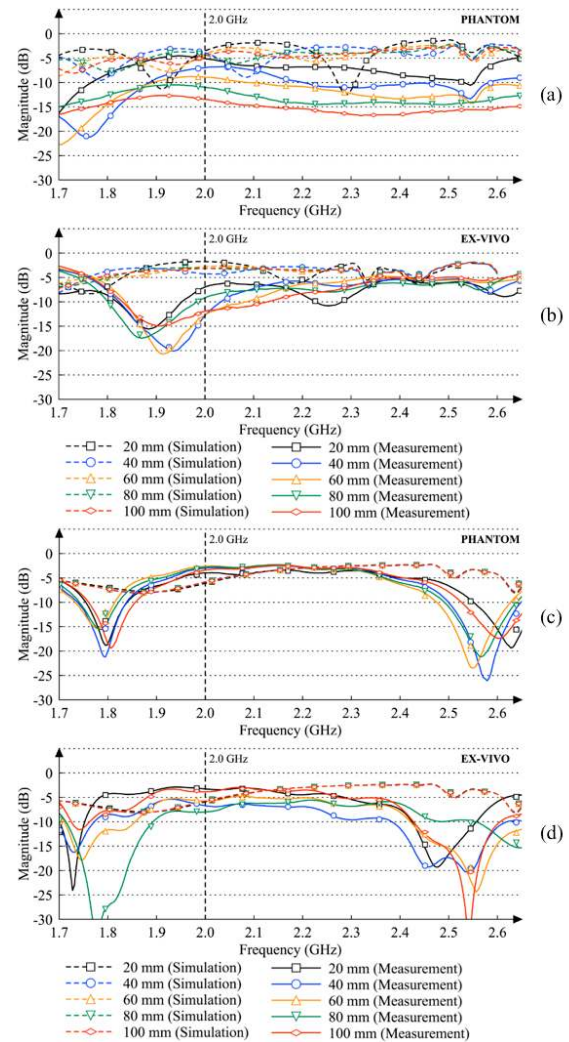 2.0 GHz
PHANTOM
0
-5
-10
-15
-20
-25
-30
Magnitude (dB)
(a)
1.7 1.8 1.9 2.0 2.1 2.2 2.3 2.4 2.5 2.6
Frequency (GHz)
2.0 GHz
EX-VIVO
0
-5
-10
-15
-20
-25
-30
Magnitude (dB)
(b)
1.7 1.8 1.9 2.0 2.1 2.2 2.3 2.4 2.5 2.6
Frequency (GHz)
20 mm (Simulation) 20 mm (Measurement)
40 mm (Simulation) 40 mm (Measurement)
60 mm (Simulation) 60 mm (Measurement)
80 mm (Simulation) 80 mm (Measurement)
100 mm (Simulation) 100 mm (Measurement)
2.0 GHz
PHANTOM
0
-5
-10
-15
-20
-25
-30
Magnitude (dB)
(c)
1.7 1.8 1.9 2.0 2.1 2.2 2.3 2.4 2.5 2.6
Frequency (GHz)
2.0 GHz
EX-VIVO
0
-5
-10
-15
-20
-25
-30
Magnitude (dB)
(d)
1.7 1.8 1.9 2.0 2.1 2.2 2.3 2.4 2.5 2.6
Frequency (GHz)
20 mm (Simulation) 20 mm (Measurement)
40 mm (Simulation) 40 mm (Measurement)
60 mm (Simulation) 60 mm (Measurement)
80 mm (Simulation) 80 mm (Measurement)
100 mm (Simulation) 100 mm (Measurement)